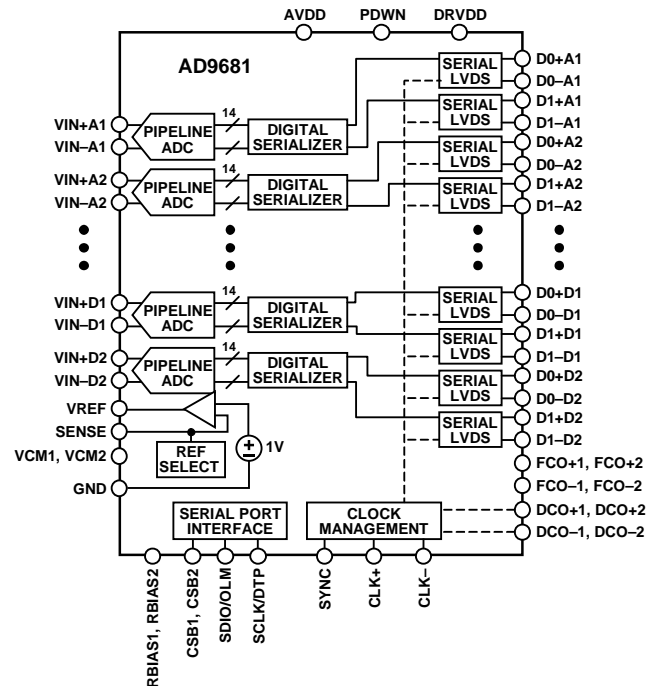 AVDD PDWN DRVDD
AD9681
SERIAL
LVDS
D0+A1
D0–A1
VIN+A1
VIN–A1
PIPELINE
ADC
14
DIGITAL
SERIALIZER
SERIAL
LVDS
D1+A1
D1–A1
SERIAL
LVDS
D0+A2
D0–A2
VIN+A2
VIN–A2
PIPELINE
ADC
14
DIGITAL
SERIALIZER
SERIAL
LVDS
D1+A2
D1–A2
VIN+D1
VIN–D1
PIPELINE
ADC
14
DIGITAL
SERIALIZER
SERIAL
LVDS
D0+D1
D0–D1
SERIAL
LVDS
D1+D1
D1–D1
VIN+D2
VIN–D2
PIPELINE
ADC
14
DIGITAL
SERIALIZER
SERIAL
LVDS
D0+D2
D0–D2
SERIAL
LVDS
D1+D2
D1–D2
VREF
SENSE
REF
SELECT
1V
VCM1, VCM2
GND
FCO+1, FCO+2
FCO–1, FCO–2
DCO+1, DCO+2
DCO–1, DCO–2
SERIAL PORT
INTERFACE
CLOCK
MANAGEMENT
RBIAS1, RBIAS2
CSB1, CSB2
SDIO/OLM
SCLK/DTP
SYNC
CLK+
CLK–